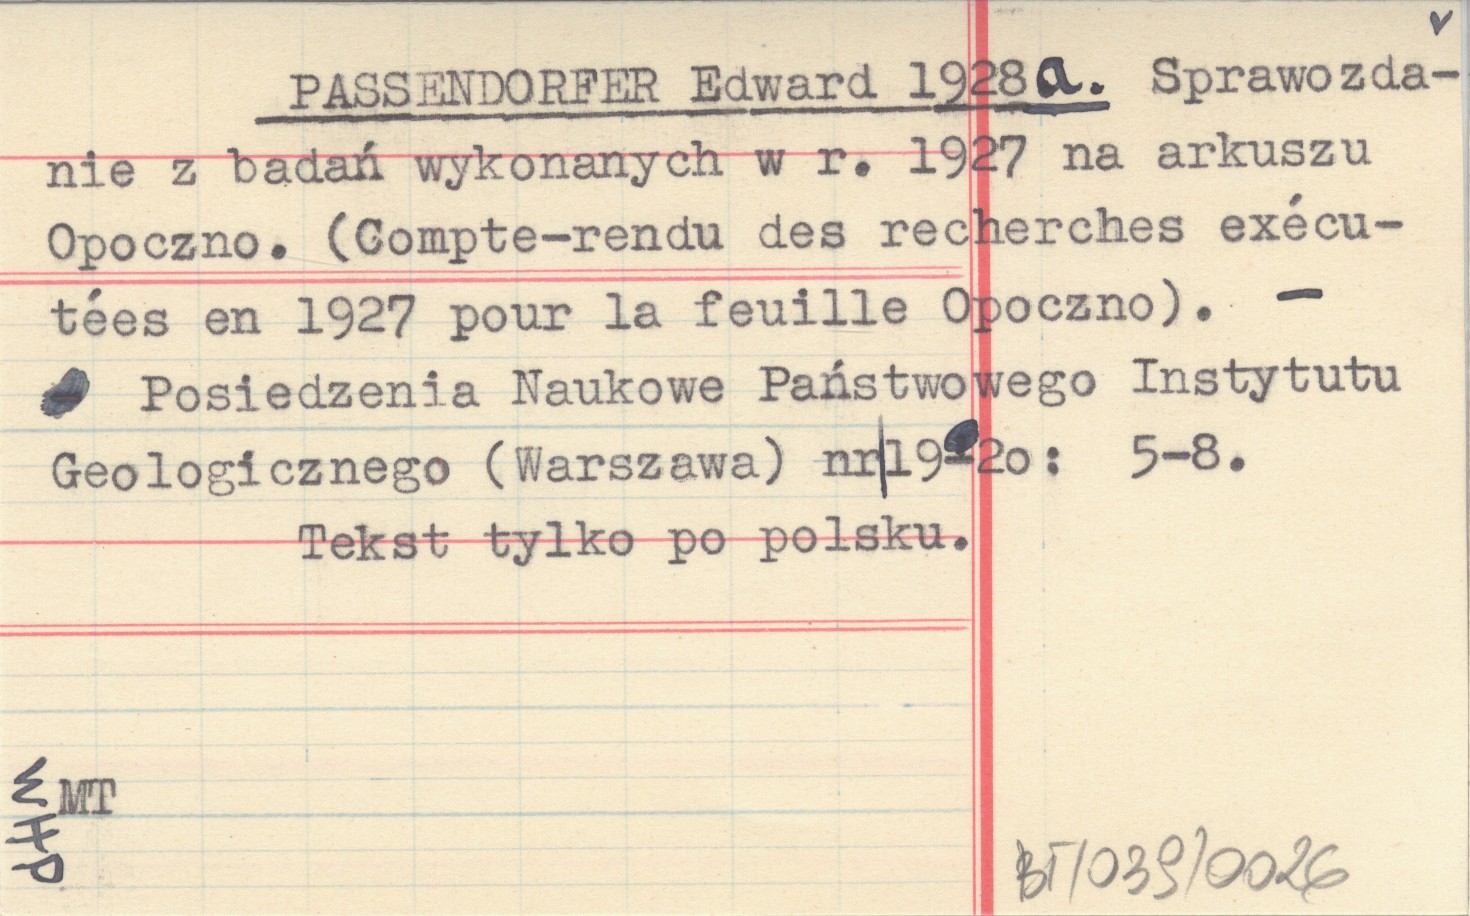 PASSENDORFER Edward 1928a. Sprawozda-
nie z badań wykonanych w r. 1927 na arkuszu
Opoczno. (Compte-rendu des recherches exécu-
tées en 1927 pour la feuille Opoczno). —
Posiedzenia Naukowe Państwowego Instytutu
Geologicznego (Warszawa) nr|19-2o: 5-8.
Tekst tylko po polsku.
MT
WHP
BT/039/0026